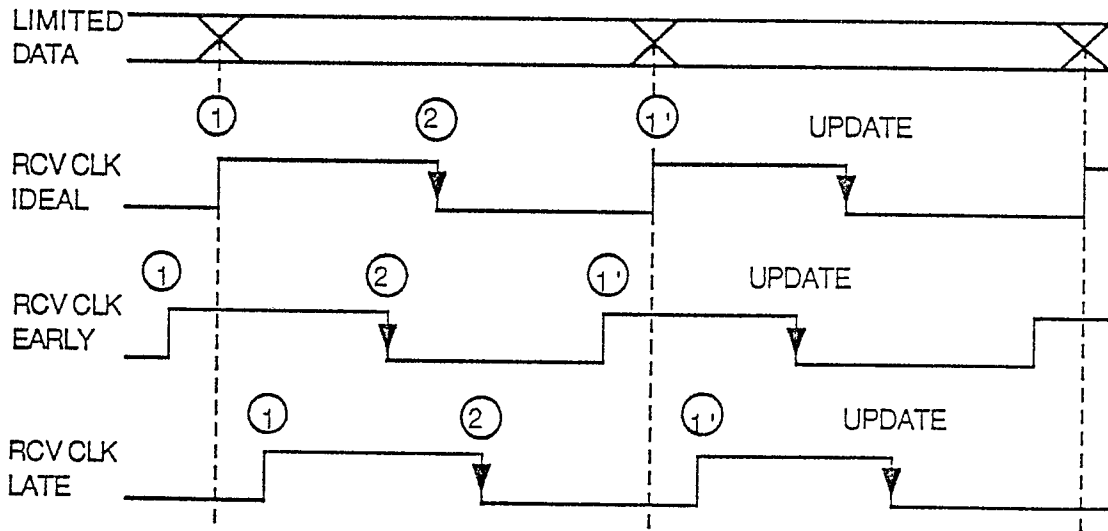 LIMITED
DATA
1 2 1' UPDATE
RCV CLK
IDEAL
1 2 1' UPDATE
RCV CLK
EARLY
1 2 1' UPDATE
RCV CLK
LATE